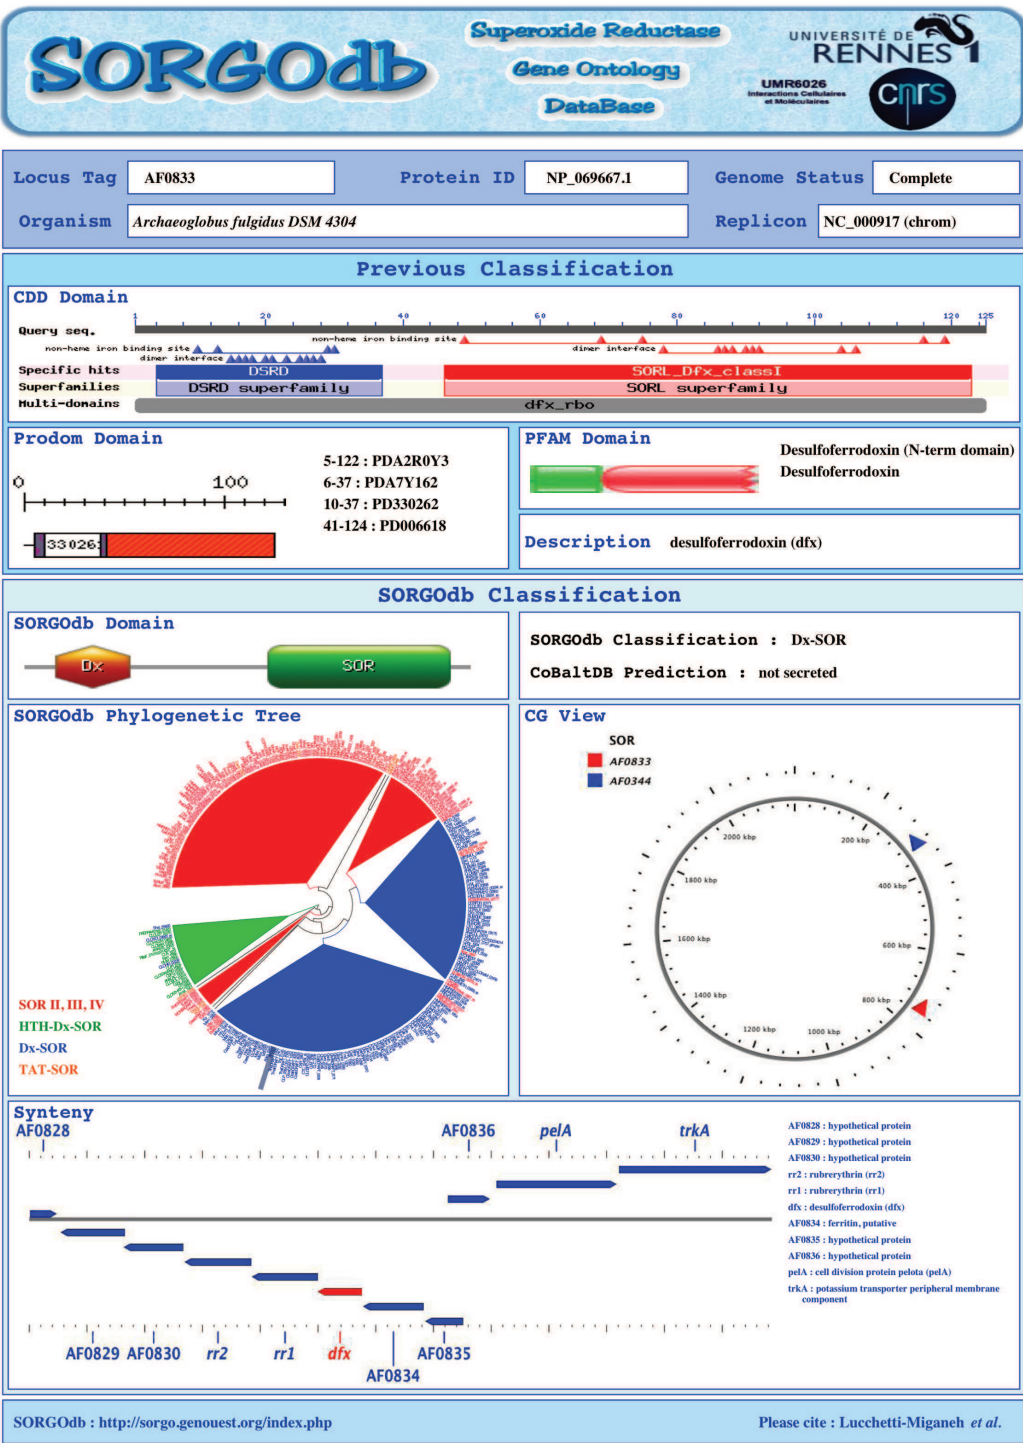 SORGOdb
Superoxide Reductase
Gene Ontology
DataBase
UNIVERSITÉ DE
RENNES 1
UMR6026
Interactions Cellulaires
et Moléculaires
cnrs
Locus Tag AF0833 Protein ID NP_069667.1 Genome Status Complete
Organism Archaeoglobus fulgidus DSM 4304 Replicon NC_000917 (chrom)
Previous Classification
CDD Domain
1 20 40 60 80 100 120 125
Query seq.
non-heme iron binding site
non-heme iron binding site
dimer interface
dimer interface
Specific hits DSRD SORL_Dfx_classI
Superfamilies DSRD superfamily SORL superfamily
Multi-domains dfx_rbo
Prodom Domain
0 100
33026
5-122 : PDA2R0Y3
6-37 : PDA7Y162
10-37 : PD330262
41-124 : PD006618
PFAM Domain
Desulfoferrodoxin (N-term domain)
Desulfoferrodoxin
Description desulfoferrodoxin (dfx)
SORGOdb Classification
SORGOdb Domain
Dx SOR
SORGOdb Classification : Dx-SOR
CoBaltDB Prediction : not secreted
SORGOdb Phylogenetic Tree
SOR II, III, IV
HTH-Dx-SOR
Dx-SOR
TAT-SOR
CG View
SOR
AF0833
AF0344
200 kbp
400 kbp
600 kbp
800 kbp
1000 kbp
1200 kbp
1400 kbp
1600 kbp
1800 kbp
2000 kbp
Synteny
AF0828 AF0836 pelA trkA
AF0829 AF0830 rr2 rr1 dfx AF0835
AF0834
AF0828 : hypothetical protein
AF0829 : hypothetical protein
AF0830 : hypothetical protein
rr2 : rubrerythrin (rr2)
rr1 : rubrerythrin (rr1)
dfx : desulfoferrodoxin (dfx)
AF0834 : ferritin, putative
AF0835 : hypothetical protein
AF0836 : hypothetical protein
pelA : cell division protein pelota (pelA)
trkA : potassium transporter peripheral membrane
component
SORGOdb : http://sorgo.genouest.org/index.php
Please cite : Lucchetti-Miganeh et al.